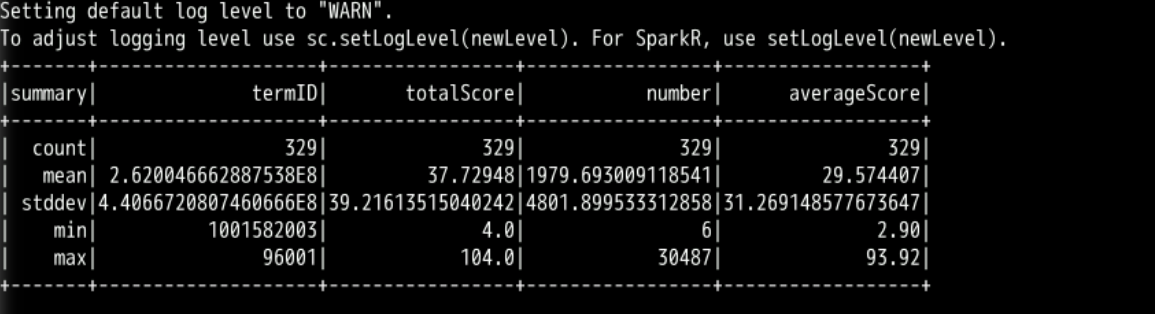 Setting default log level to "WARN".
To adjust logging level use sc.setLogLevel(newLevel). For SparkR, use setLogLevel(newLevel).
+-------+--------------------+-----------------+----------------+------------------+
|summary|              termID|       totalScore|          number|      averageScore|
+-------+--------------------+-----------------+----------------+------------------+
|  count|                 329|              329|             329|               329|
|   mean| 2.620046662887538E8|         37.72948|1979.693009118541|         29.574407|
| stddev|4.4066720807460666E8|39.21613515040242|4801.899533312858|31.269148577673647|
|    min|          1001582003|              4.0|               6|              2.90|
|    max|               96001|            104.0|           30487|             93.92|
+-------+--------------------+-----------------+----------------+------------------+